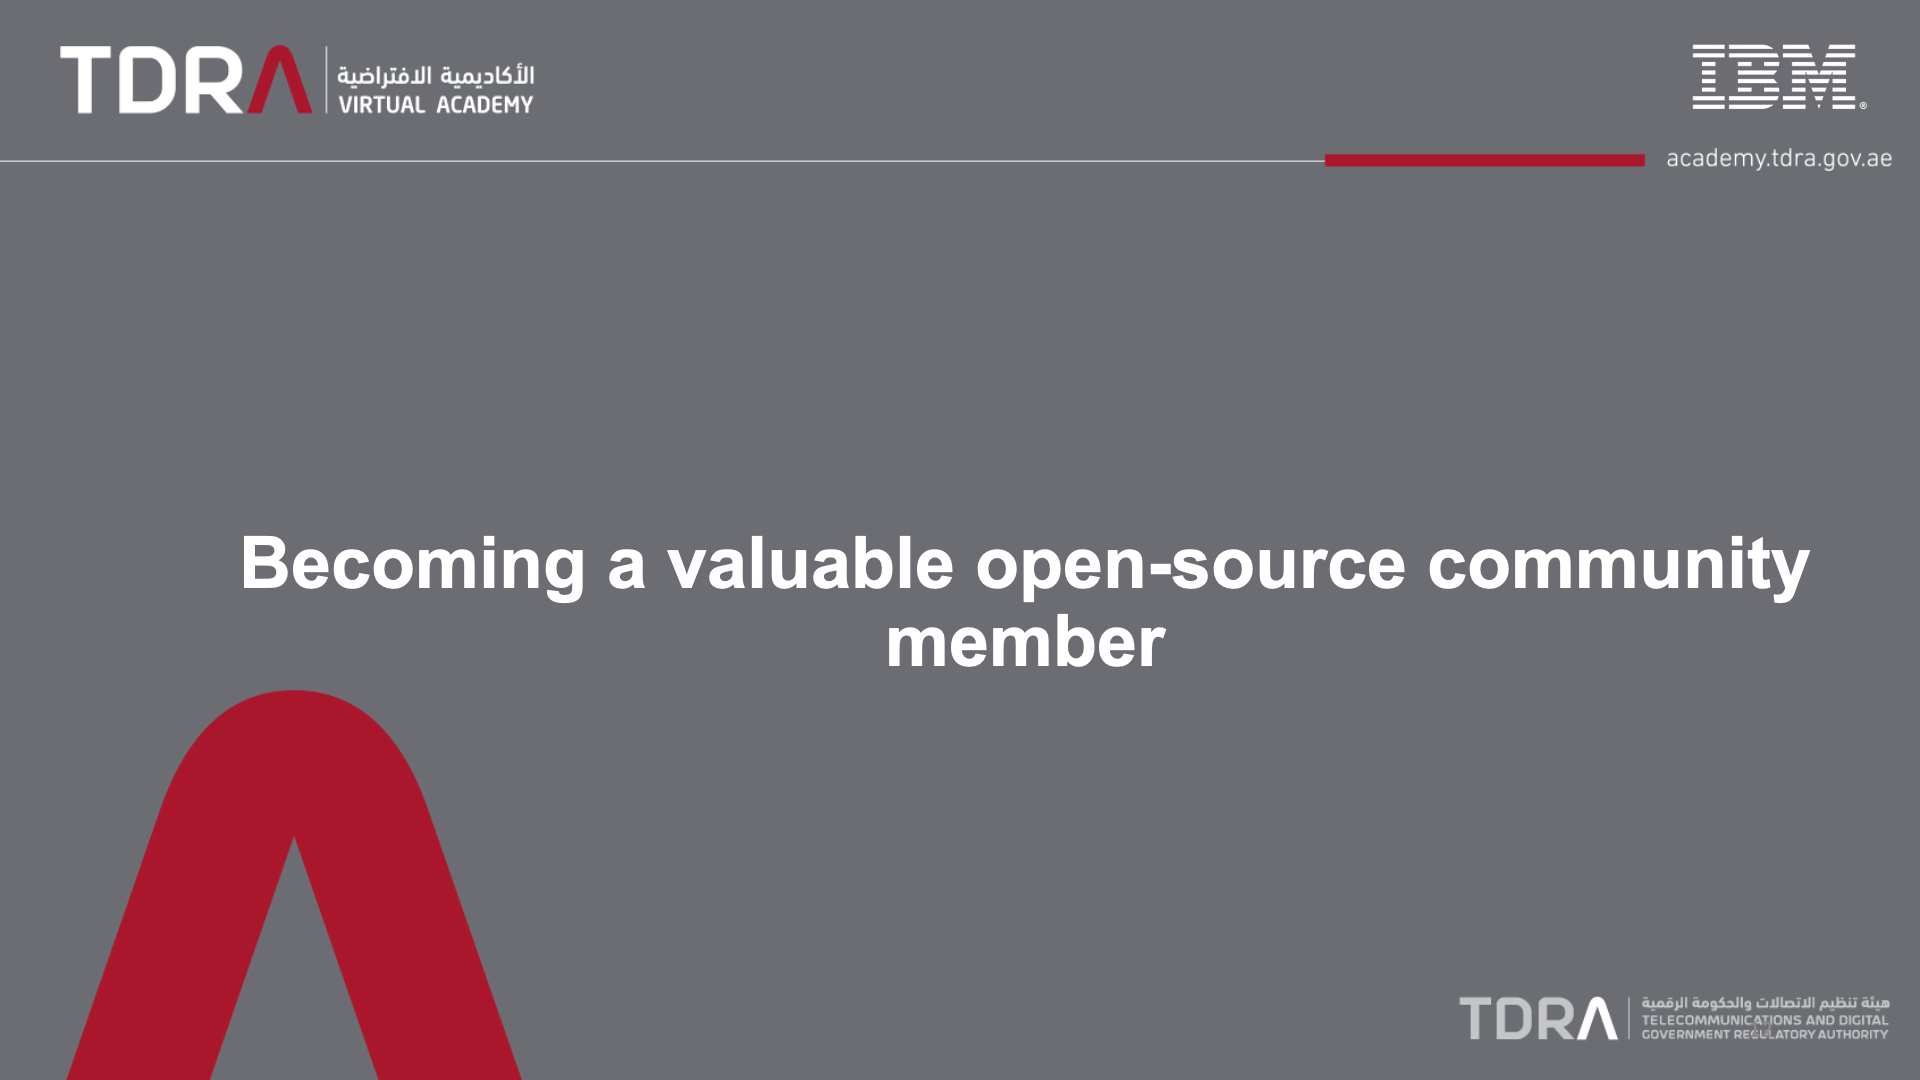 TDRA
الأكاديمية الافتراضية
VIRTUAL ACADEMY
IBM®
academy.tdra.gov.ae
Becoming a valuable open-source community
member
TDRA
هيئة تنظيم الاتصالات والحكومة الرقمية
TELECOMMUNICATIONS AND DIGITAL
GOVERNMENT REGULATORY AUTHORITY